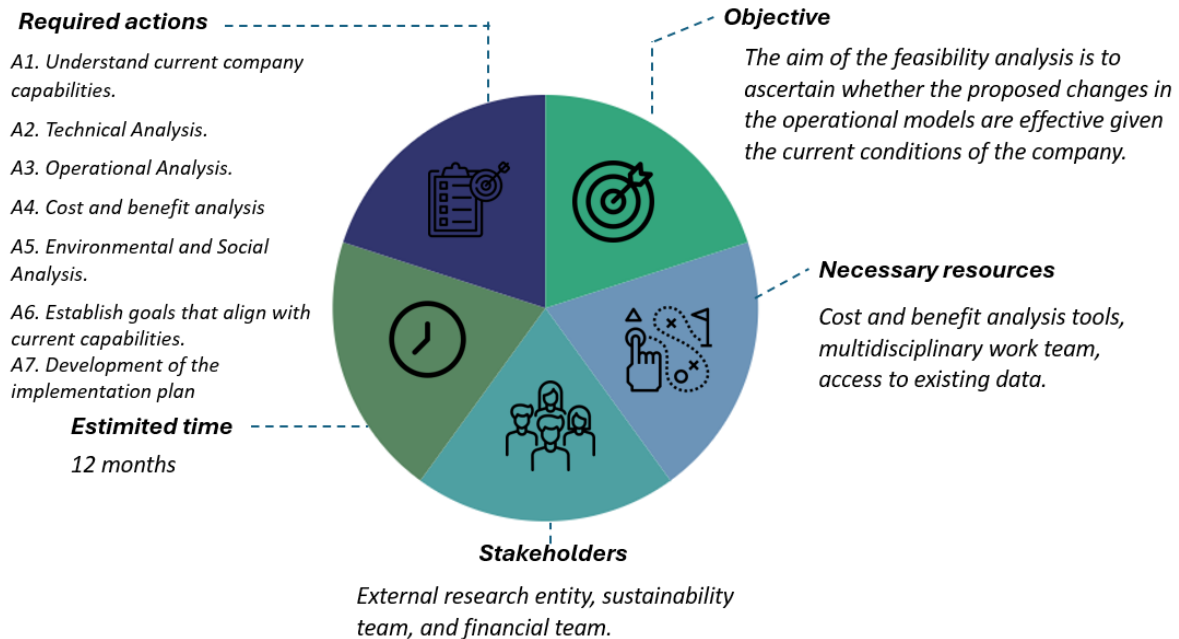 Required actions
A1. Understand current company
capabilities.
A2. Technical Analysis.
A3. Operational Analysis.
A4. Cost and benefit analysis
A5. Environmental and Social
Analysis.
A6. Establish goals that align with
current capabilities.
A7. Development of the
implementation plan
Objective
The aim of the feasibility analysis is to
ascertain whether the proposed changes in
the operational models are effective given
the current conditions of the company.
Necessary resources
Cost and benefit analysis tools,
multidisciplinary work team,
access to existing data.
Estimited time
12 months
Stakeholders
External research entity, sustainability
team, and financial team.